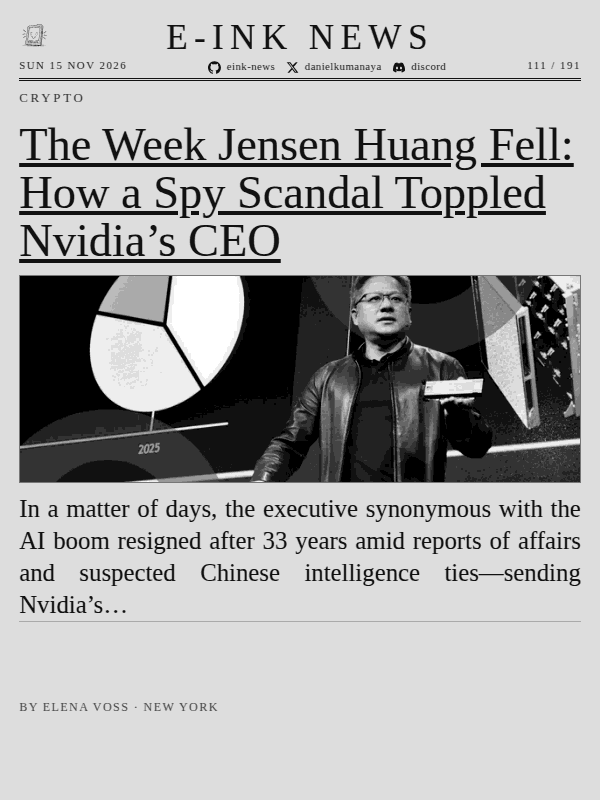 E-INK NEWS
SUN 15 NOV 2026
eink-news danielkumanaya discord
111 / 191
CRYPTO
The Week Jensen Huang Fell:
How a Spy Scandal Toppled
Nvidia’s CEO
2025
In a matter of days, the executive synonymous with the
AI boom resigned after 33 years amid reports of affairs
and suspected Chinese intelligence ties—sending
Nvidia’s…
BY ELENA VOSS · NEW YORK